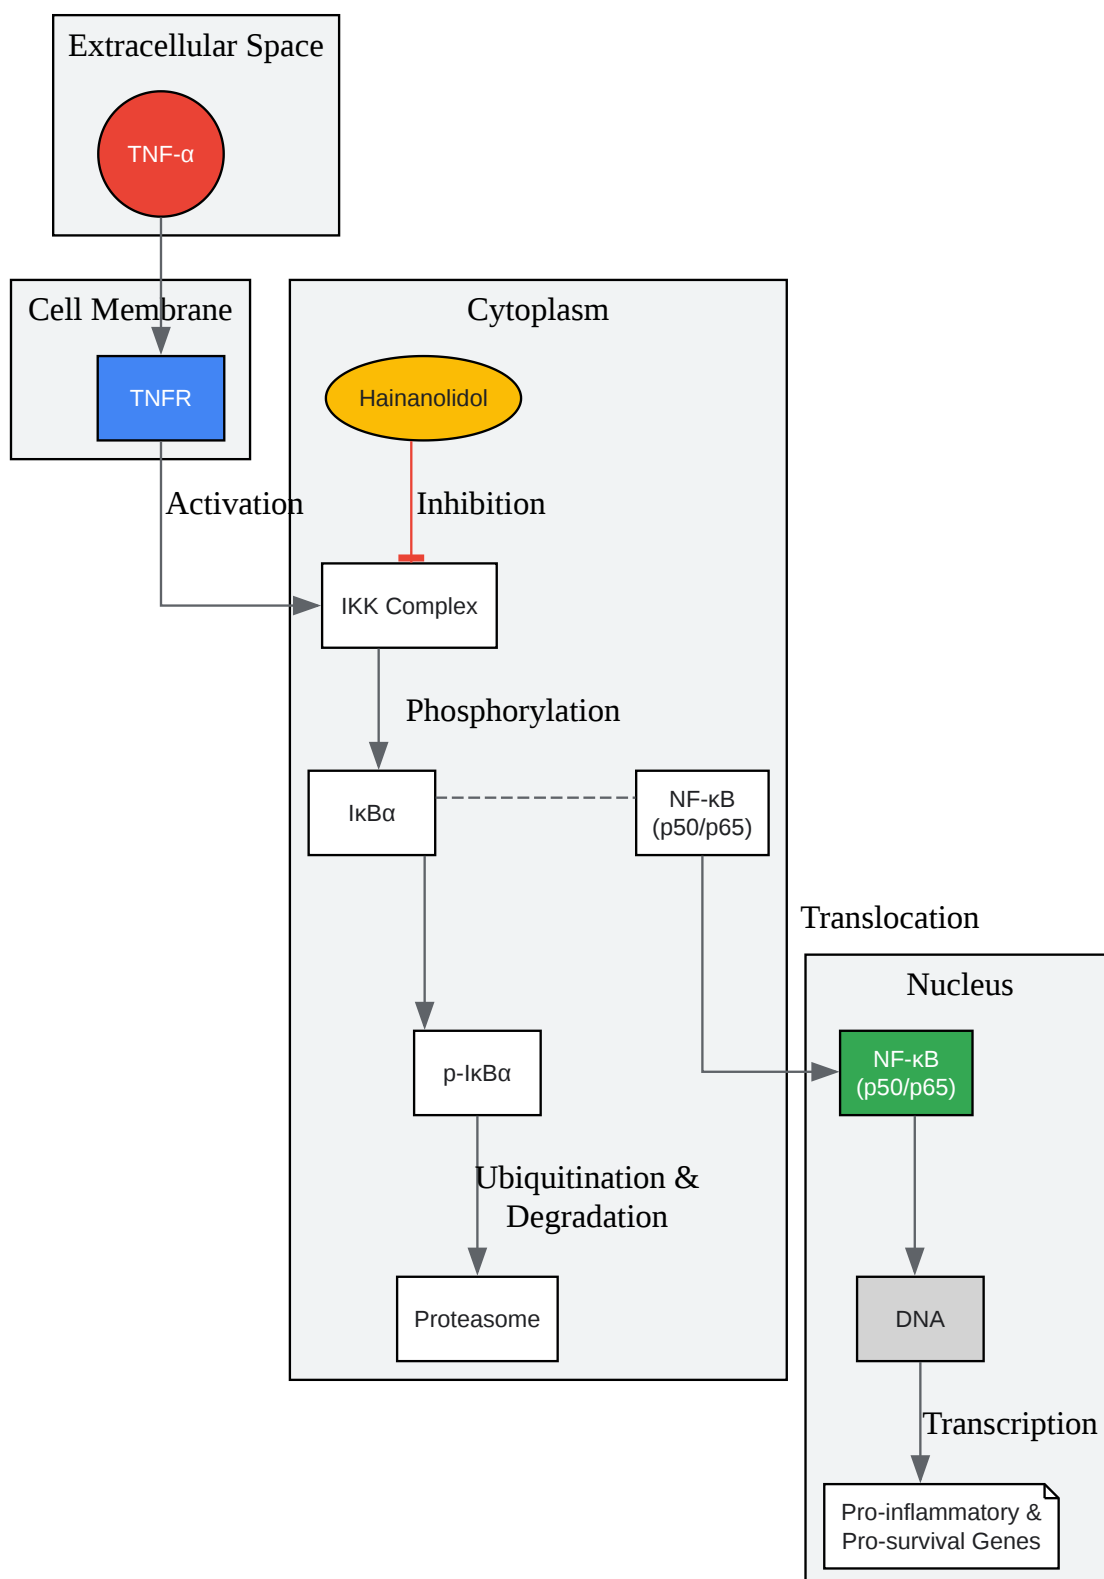 Extracellular Space
TNF-α
Cell Membrane
TNFR
Cytoplasm
Hainanolidol
Activation
Inhibition
IKK Complex
Phosphorylation
IκBα
NF-κB
(p50/p65)
Translocation
Nucleus
p-IκBα
NF-κB
(p50/p65)
Ubiquitination &
Degradation
Proteasome
DNA
Transcription
Pro-inflammatory &
Pro-survival Genes